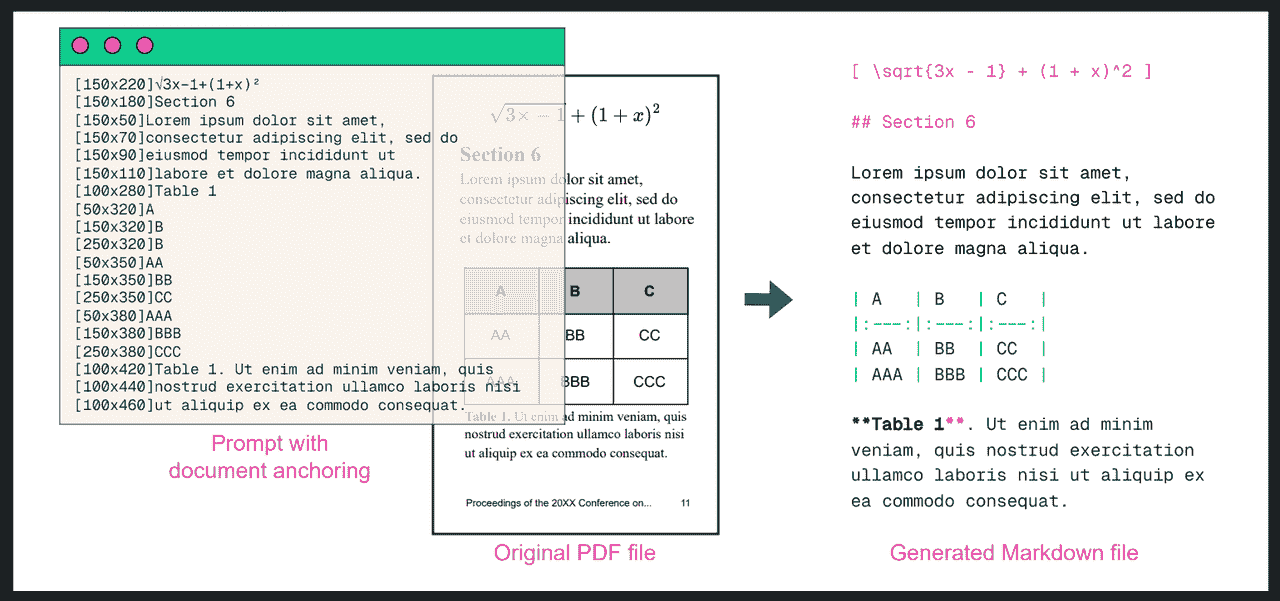 [150x220]√3x-1+(1+x)²
[150x180]Section 6
[150x50]Lorem ipsum dolor sit amet,
[150x70]consectetur adipiscing elit, sed do
[150x90]eiusmod tempor incididunt ut
[150x110]labore et dolore magna aliqua.
[100x280]Table 1
[50x320]A
[150x320]B
[250x320]B
[50x350]AA
[150x350]BB
[250x350]CC
[50x380]AAA
[150x380]BBB
[250x380]CCC
[100x420]Table 1. Ut enim ad minim veniam, quis
[100x440]nostrud exercitation ullamco laboris nisi
[100x460]ut aliquip ex ea commodo consequat.
Prompt with
document anchoring
√3× − 1 + (1 + x)²
Section 6
Lorem ipsum dolor sit amet,
consectetur adipiscing elit, sed do
eiusmod tempor incididunt ut labore
et dolore magna aliqua.
A B C
AA BB CC
AAA BBB CCC
Table 1. Ut enim ad minim veniam, quis
nostrud exercitation ullamco laboris nisi
ut aliquip ex ea commodo consequat.
Proceedings of the 20XX Conference on... 11
Original PDF file
[ \sqrt{3x - 1} + (1 + x)^2 ]
## Section 6
Lorem ipsum dolor sit amet,
consectetur adipiscing elit, sed do
eiusmod tempor incididunt ut labore
et dolore magna aliqua.
| A | B | C |
|:---:|:---:|:---:|
| AA | BB | CC |
| AAA | BBB | CCC |
**Table 1**. Ut enim ad minim
veniam, quis nostrud exercitation
ullamco laboris nisi ut aliquip ex
ea commodo consequat.
Generated Markdown file